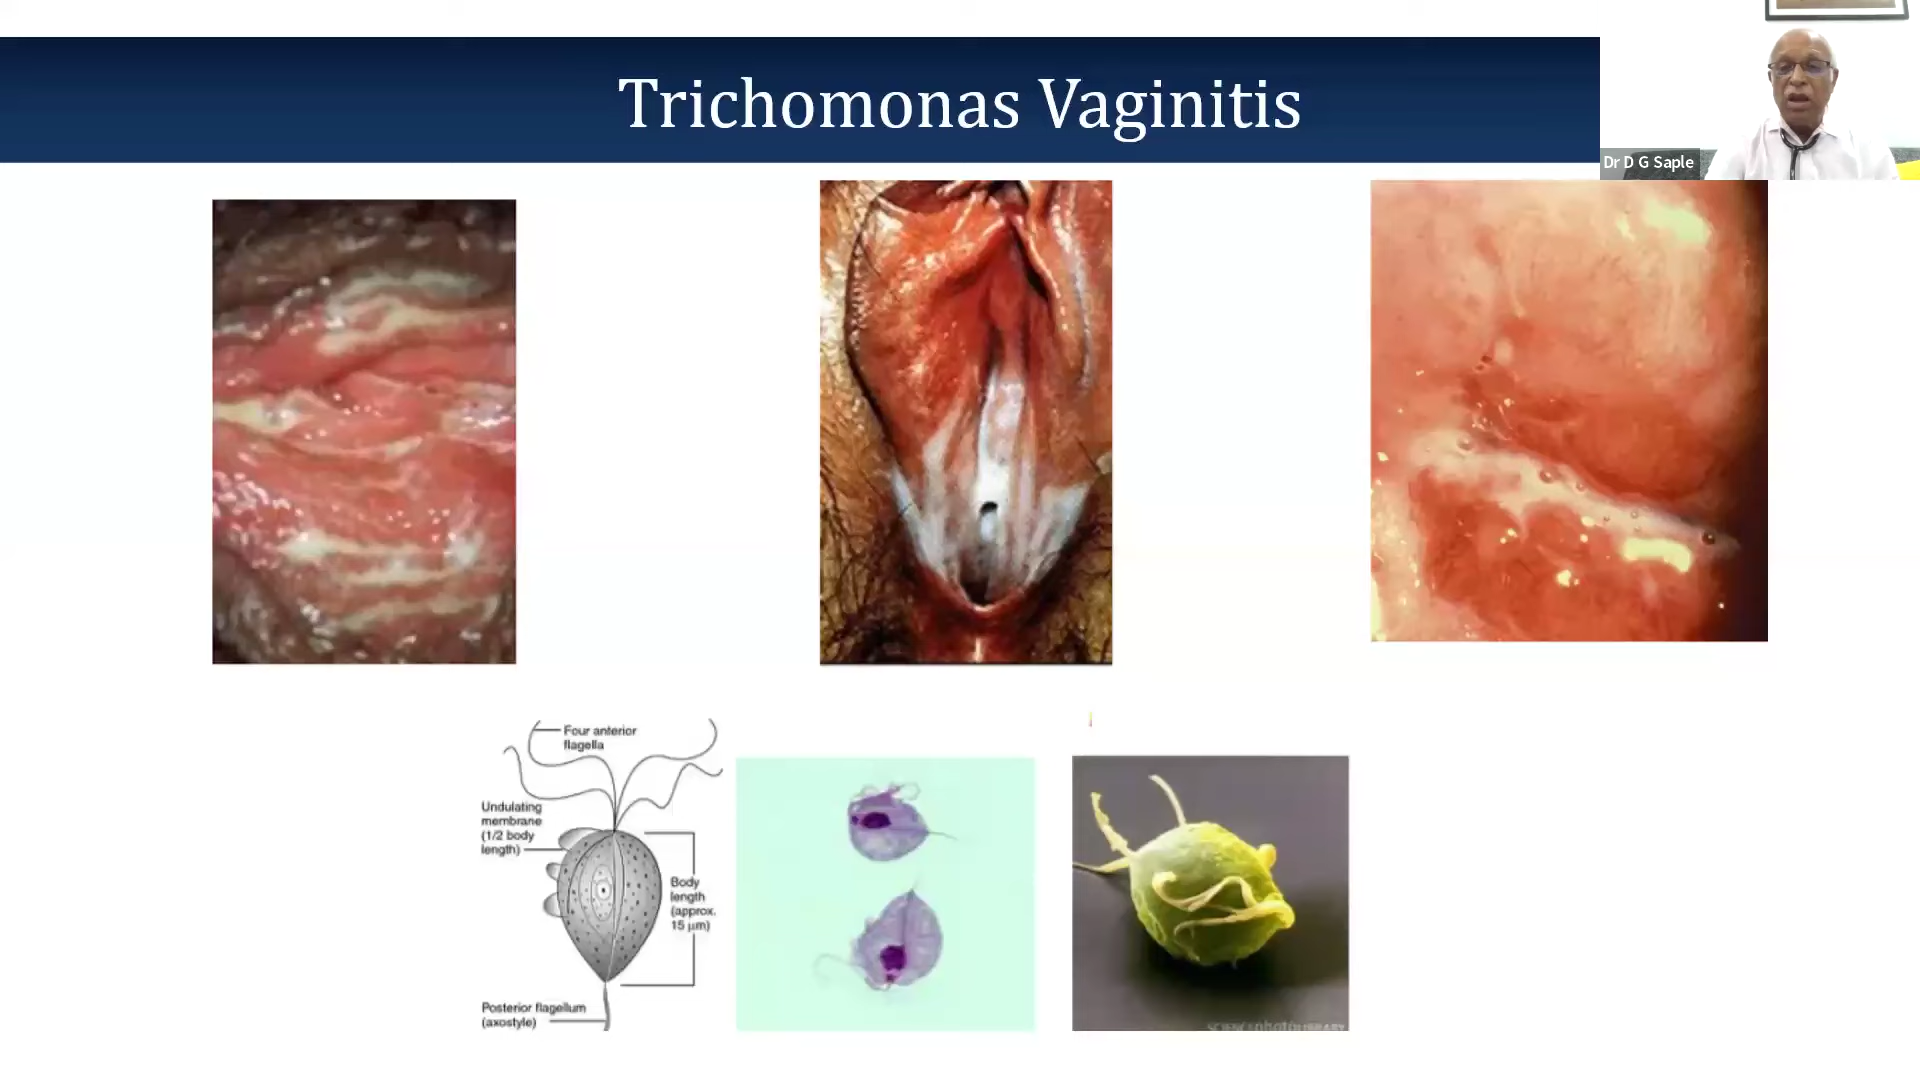 Trichomonas Vaginitis
Dr D G Saple
Four anterior
flagella
Undulating
membrane
(1/2 body
length)
Body
length
(approx.
15 µm)
Posterior flagellum
(axostyle)